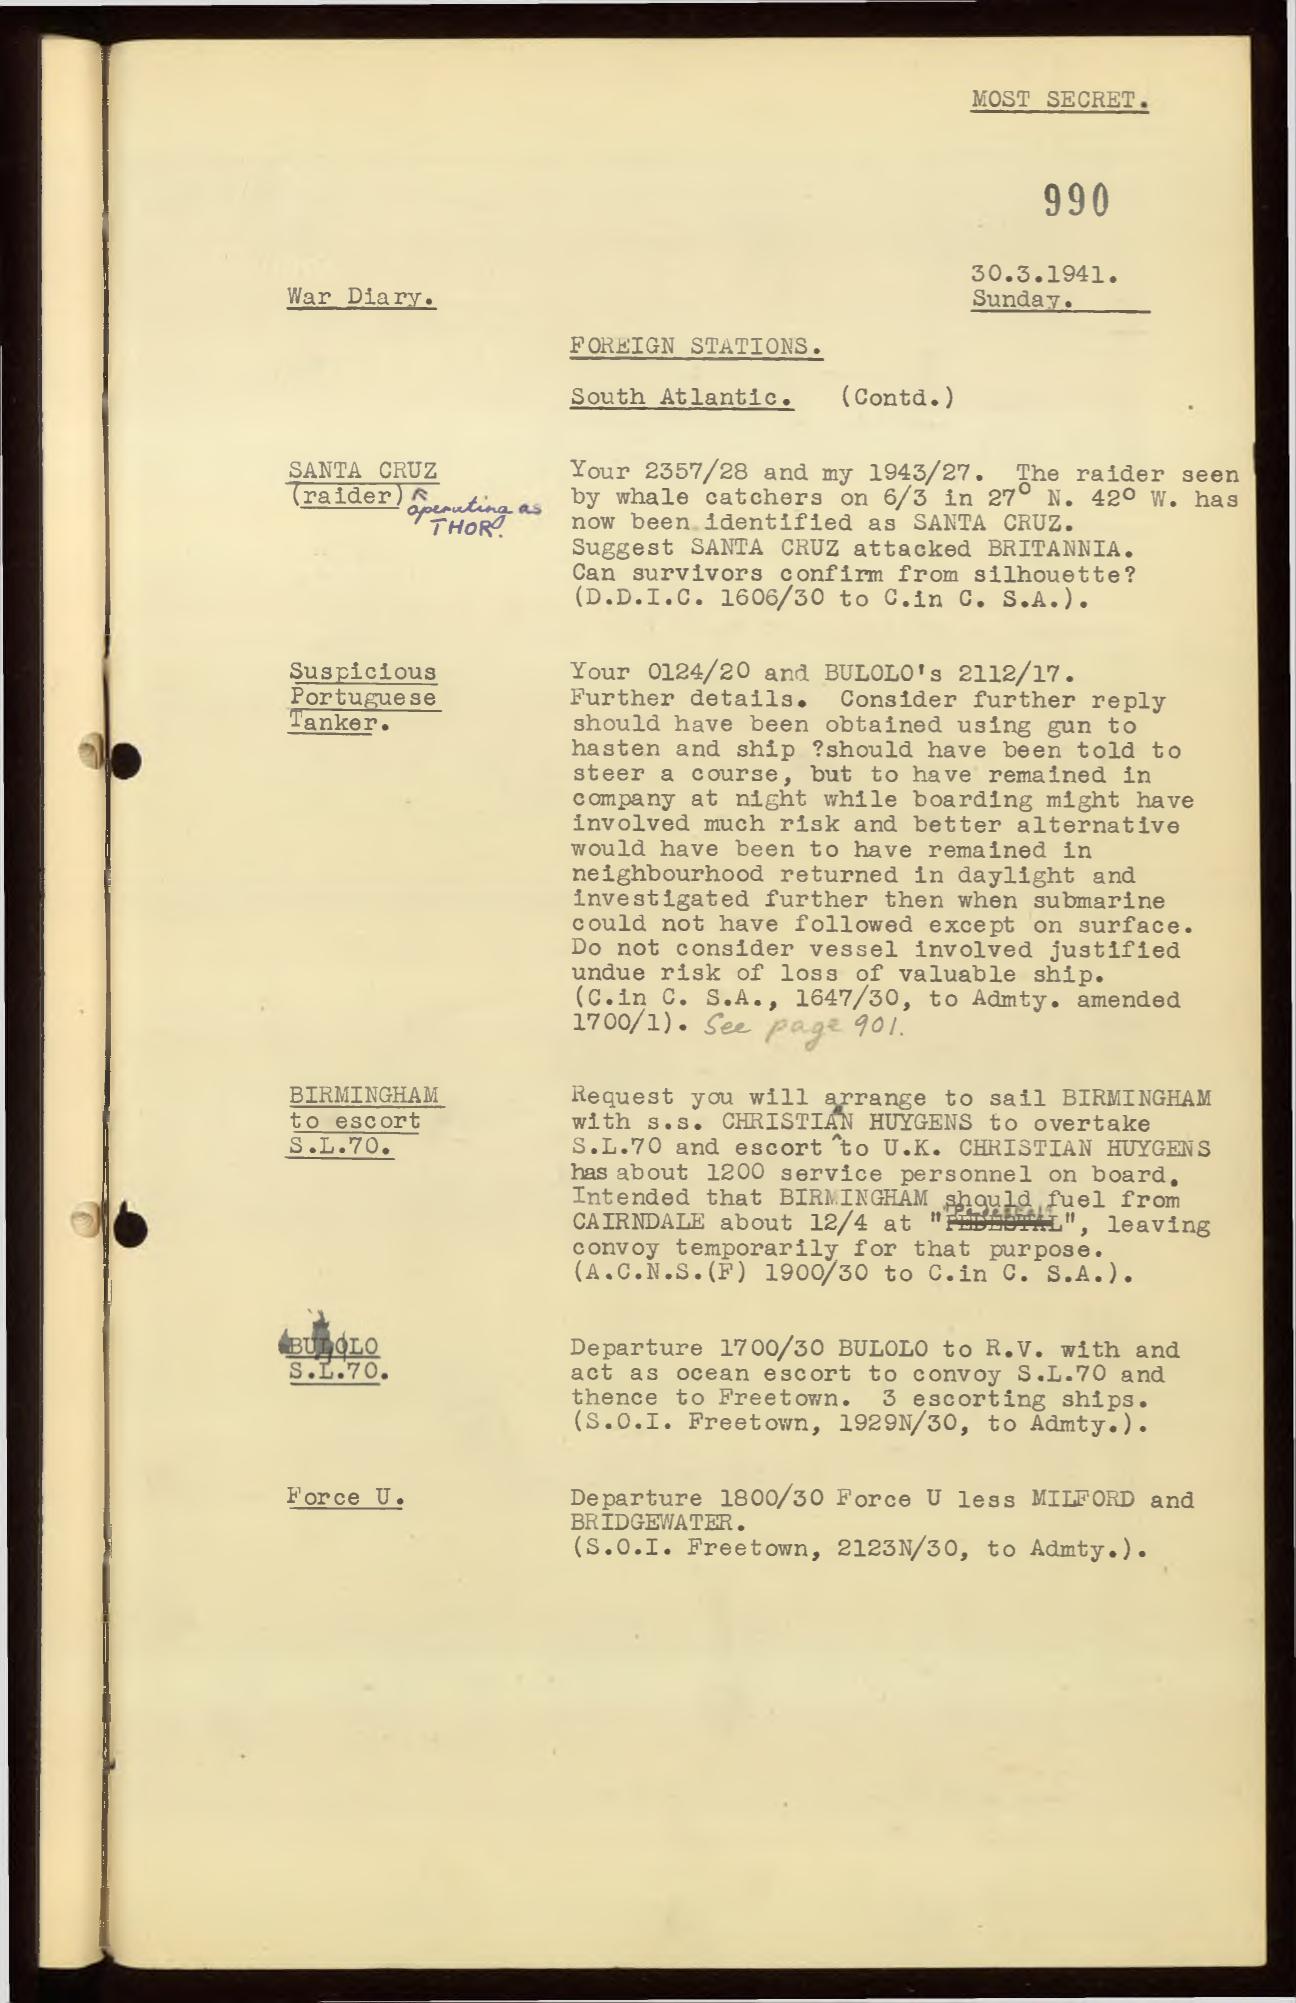 MOST SECRET.
990
30.3.1941.
War Diary.
Sunday.
FOREIGN STATIONS.
South Atlantic. (Contd.)
SANTA CRUZ
(raider)
operating as
THOR.
Your 2357/28 and my 1943/27. The raider seen
by whale catchers on 6/3 in 27° N. 42° W. has
now been identified as SANTA CRUZ.
Suggest SANTA CRUZ attacked BRITANNIA.
Can survivors confirm from silhouette?
(D.D.I.C. 1606/30 to C.in C. S.A.).
Suspicious
Portuguese
Tanker.
Your 0124/20 and BULOLO's 2112/17.
Further details. Consider further reply
should have been obtained using gun to
hasten and ship ?should have been told to
steer a course, but to have remained in
company at night while boarding might have
involved much risk and better alternative
would have been to have remained in
neighbourhood returned in daylight and
investigated further then when submarine
could not have followed except on surface.
Do not consider vessel involved justified
undue risk of loss of valuable ship.
(C.in C. S.A., 1647/30, to Admty. amended
1700/1). See page 901.
BIRMINGHAM
to escort
S.L.70.
Request you will arrange to sail BIRMINGHAM
with s.s. CHRISTIAN HUYGENS to overtake
S.L.70 and escort ^to U.K. CHRISTIAN HUYGENS
has about 1200 service personnel on board.
Intended that BIRMINGHAM should fuel from
CAIRNDALE about 12/4 at "PEDESTAL", leaving
convoy temporarily for that purpose.
(A.C.N.S.(F) 1900/30 to C.in C. S.A.).
BULOLO
S.L.70.
Departure 1700/30 BULOLO to R.V. with and
act as ocean escort to convoy S.L.70 and
thence to Freetown. 3 escorting ships.
(S.O.I. Freetown, 1929N/30, to Admty.).
Force U.
Departure 1800/30 Force U less MILFORD and
BRIDGEWATER.
(S.O.I. Freetown, 2123N/30, to Admty.).